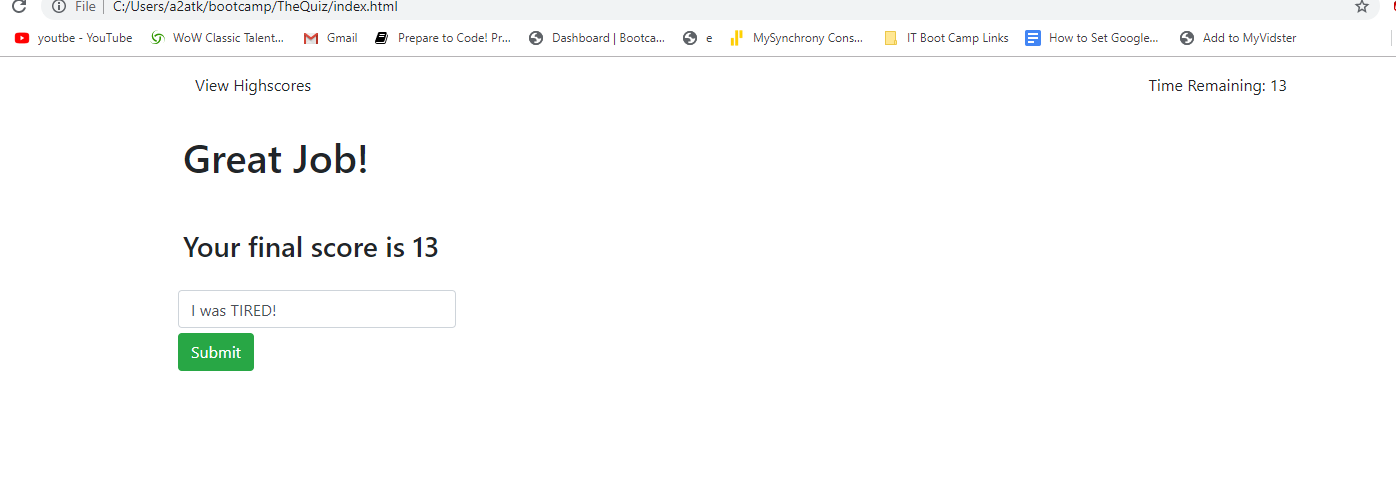 File | C:/Users/a2atk/bootcamp/TheQuiz/index.html
youtbe - YouTube WoW Classic Talent... Gmail Prepare to Code! Pr... Dashboard | Bootca... e MySynchrony Cons... IT Boot Camp Links How to Set Google... Add to MyVidster
View Highscores Time Remaining: 13
Great Job!
Your final score is 13
I was TIRED!
Submit